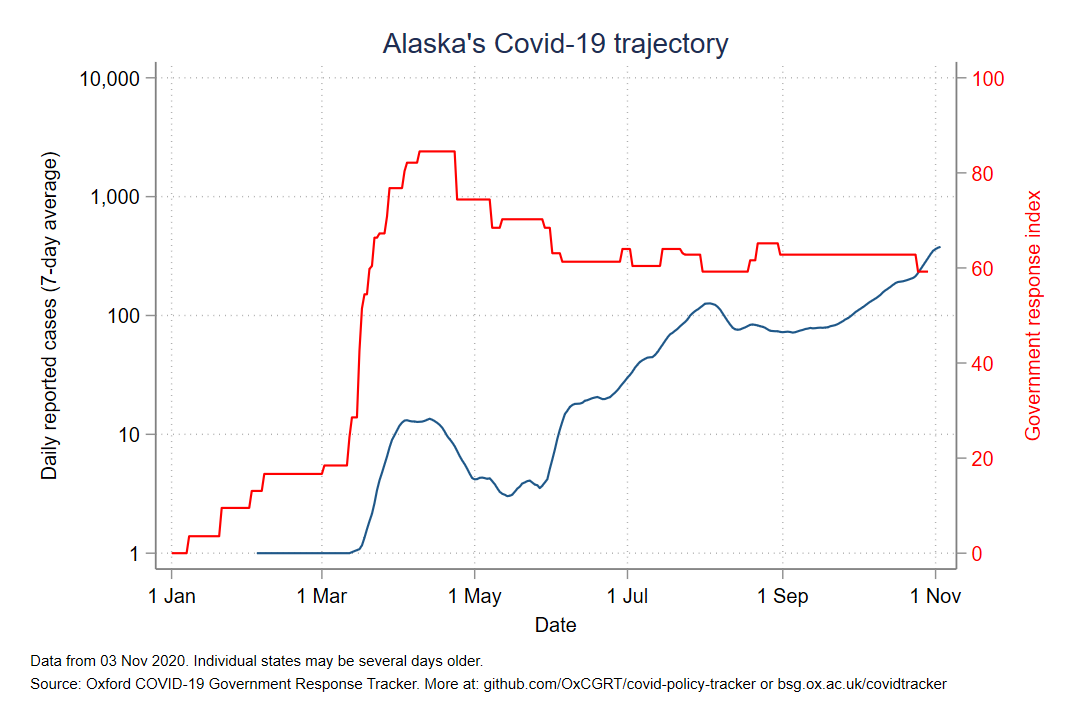 Alaska's Covid-19 trajectory
10,000
1,000
100
10
1
Daily reported cases (7-day average)
100
80
60
40
20
0
Government response index
1 Jan
1 Mar
1 May
1 Jul
1 Sep
1 Nov
Date
Data from 03 Nov 2020. Individual states may be several days older.
Source: Oxford COVID-19 Government Response Tracker. More at: github.com/OxCGRT/covid-policy-tracker or bsg.ox.ac.uk/covidtracker